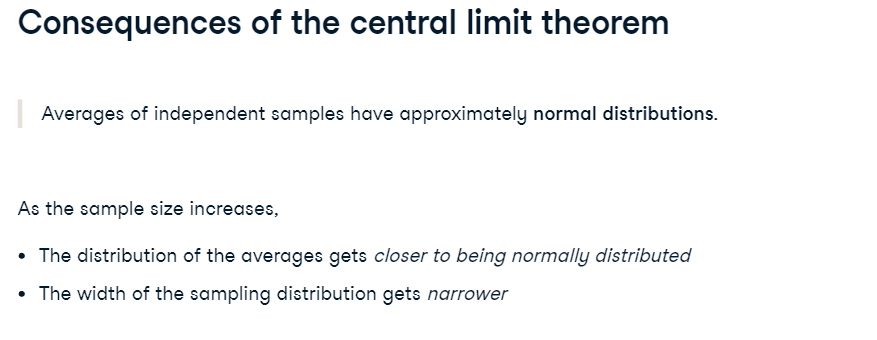 Consequences of the central limit theorem
Averages of independent samples have approximately normal distributions.
As the sample size increases,
• The distribution of the averages gets closer to being normally distributed
• The width of the sampling distribution gets narrower